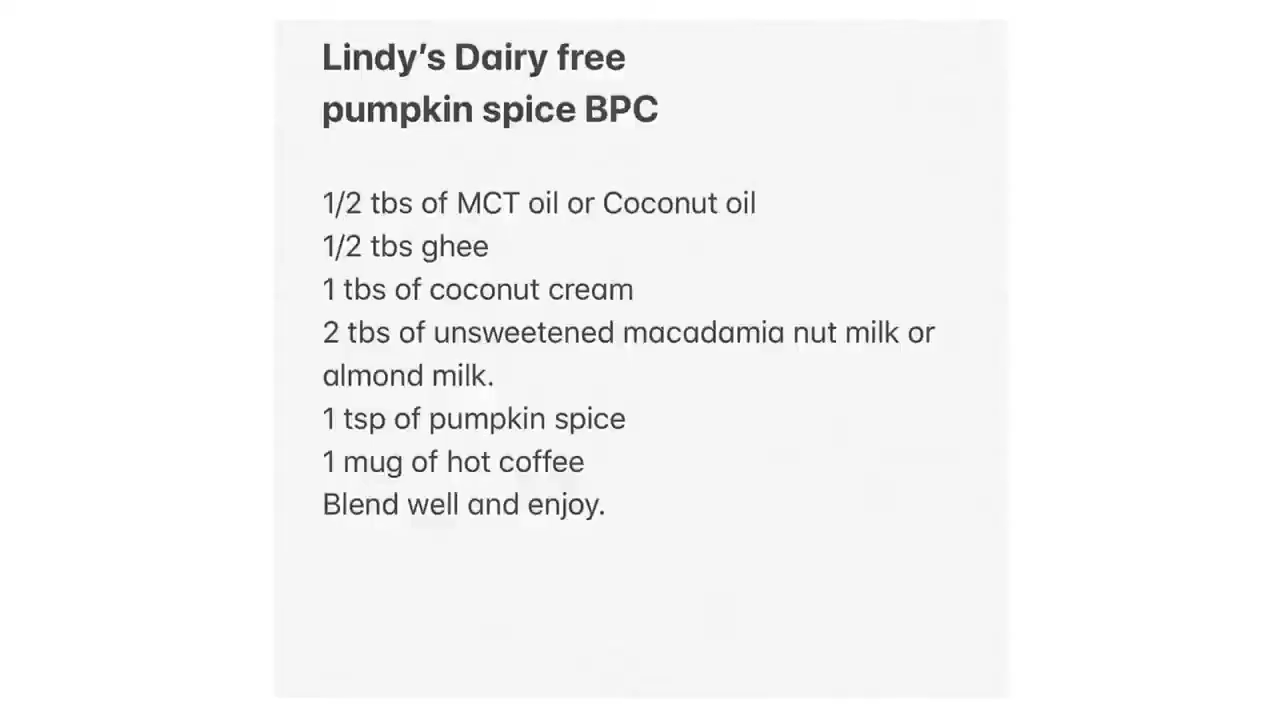 Lindy’s Dairy free
pumpkin spice BPC
1/2 tbs of MCT oil or Coconut oil
1/2 tbs ghee
1 tbs of coconut cream
2 tbs of unsweetened macadamia nut milk or
almond milk.
1 tsp of pumpkin spice
1 mug of hot coffee
Blend well and enjoy.